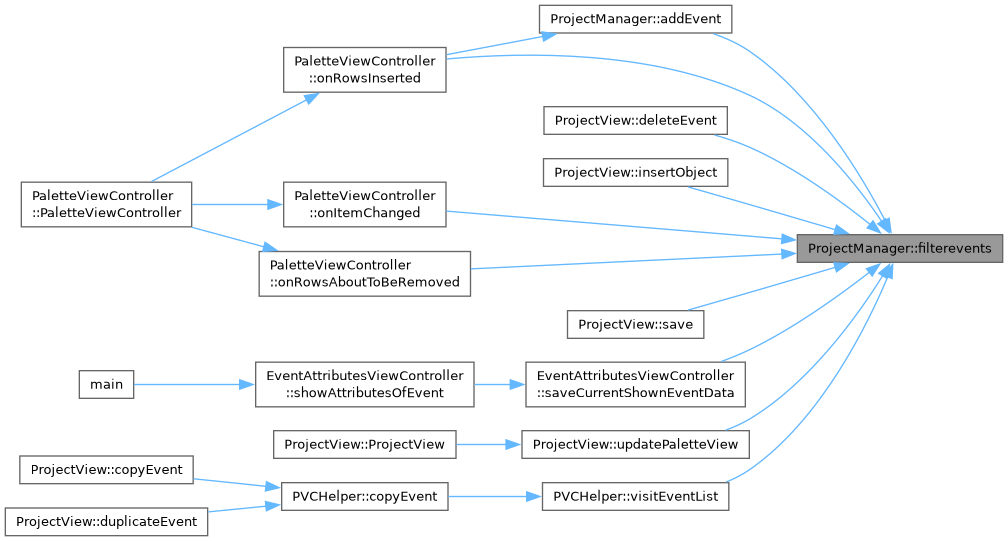 ProjectManager::addEvent
PaletteViewController
::onRowsInserted
ProjectView::deleteEvent
ProjectView::insertObject
PaletteViewController
::PaletteViewController
PaletteViewController
::onItemChanged
ProjectManager::filterevents
PaletteViewController
::onRowsAboutToBeRemoved
ProjectView::save
main
EventAttributesViewController
::showAttributesOfEvent
EventAttributesViewController
::saveCurrentShownEventData
ProjectView::ProjectView
ProjectView::updatePaletteView
ProjectView::copyEvent
PVCHelper::copyEvent
PVCHelper::visitEventList
ProjectView::duplicateEvent